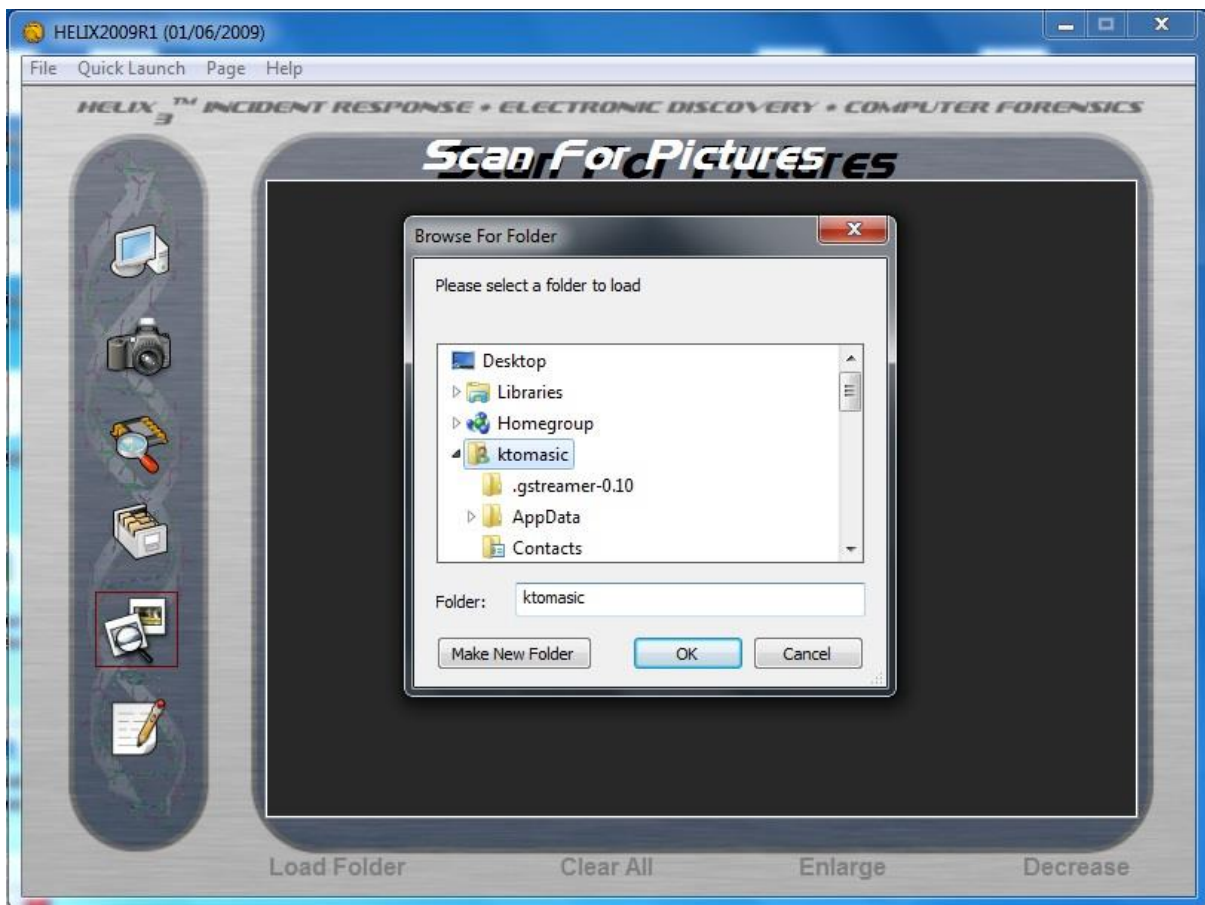 HELIX2009R1 (01/06/2009)
File Quick Launch Page Help
HELIX3™ INCIDENT RESPONSE • ELECTRONIC DISCOVERY • COMPUTER FORENSICS
Scan For Pictures
Browse For Folder
Please select a folder to load
Desktop
Libraries
Homegroup
ktomasic
.gstreamer-0.10
AppData
Contacts
Folder: ktomasic
Make New Folder OK Cancel
Load Folder Clear All Enlarge Decrease